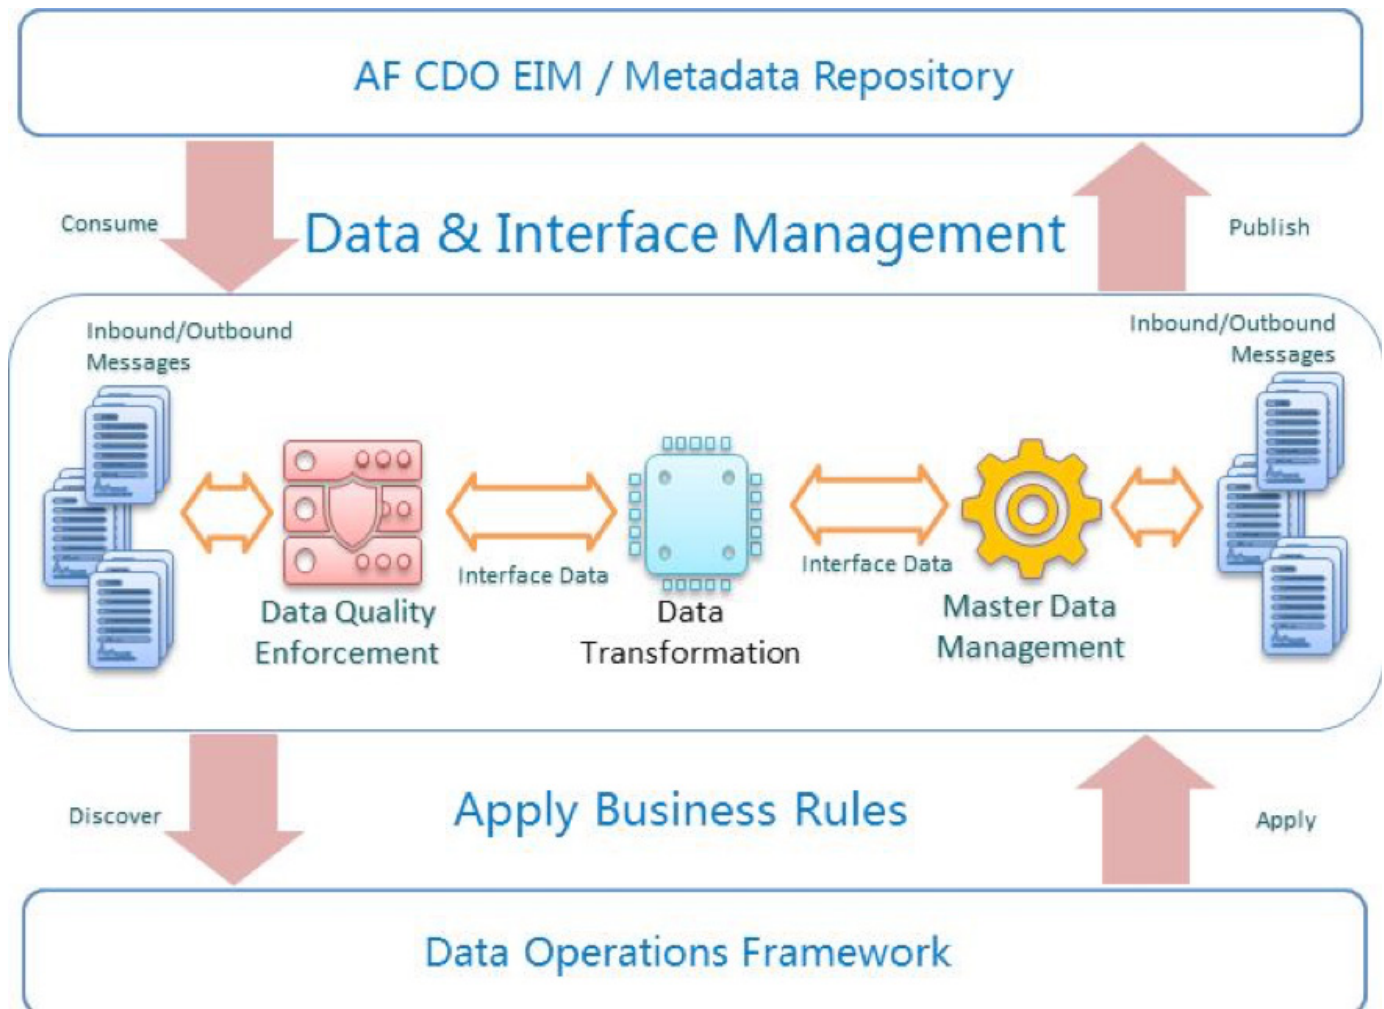 AF CDO EIM / Metadata Repository
Consume
Data & Interface Management
Publish
Inbound/Outbound
Messages
Inbound/Outbound
Messages
Interface Data
Interface Data
Data Quality
Enforcement
Data
Transformation
Master Data
Management
Discover
Apply Business Rules
Apply
Data Operations Framework